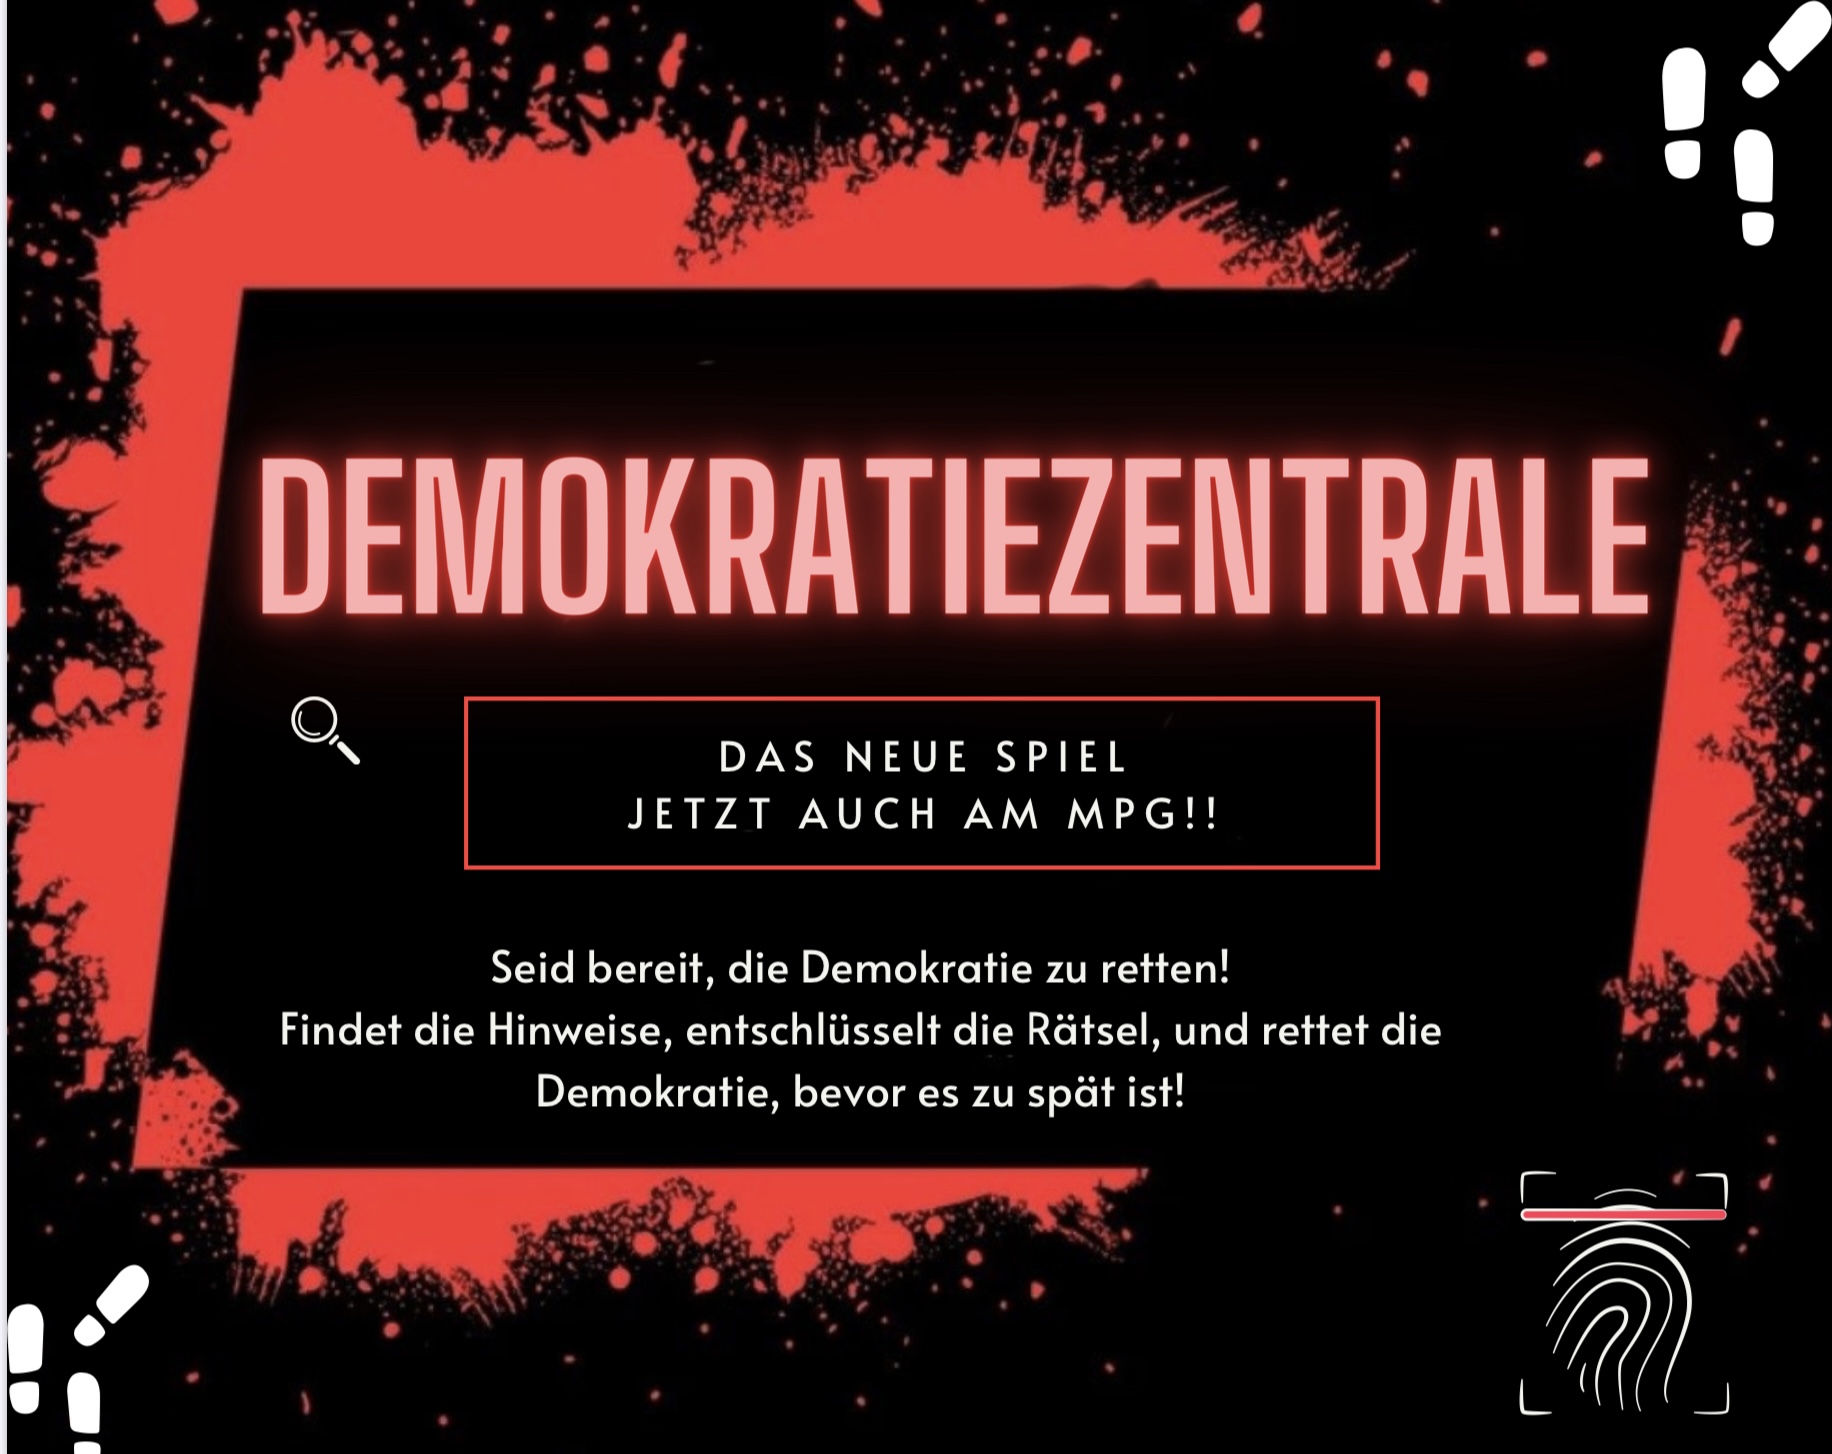 DEMOKRATIEZENTRALE
DAS NEUE SPIEL
JETZT AUCH AM MPG!!
Seid bereit, die Demokratie zu retten!
Findet die Hinweise, entschlüsselt die Rätsel, und rettet die
Demokratie, bevor es zu spät ist!